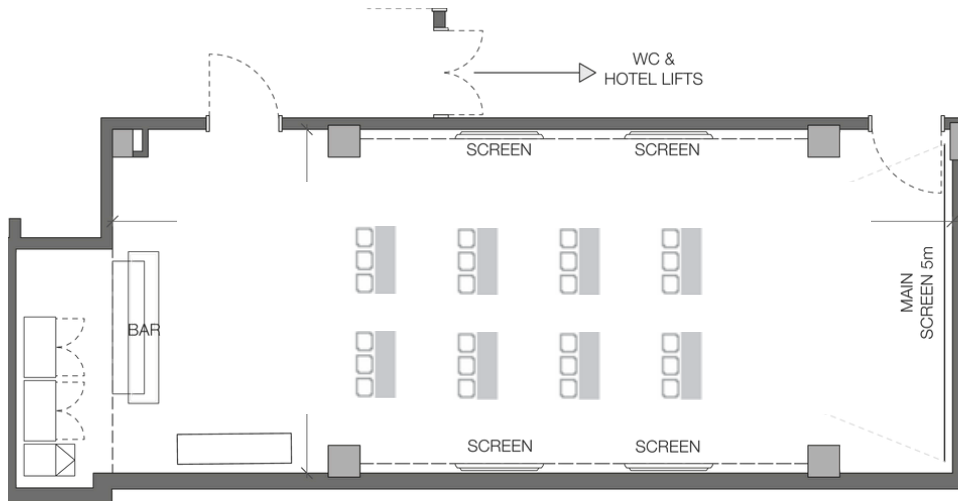 WC &
HOTEL LIFTS
SCREEN
SCREEN
BAR
MAIN
SCREEN 5m
SCREEN
SCREEN